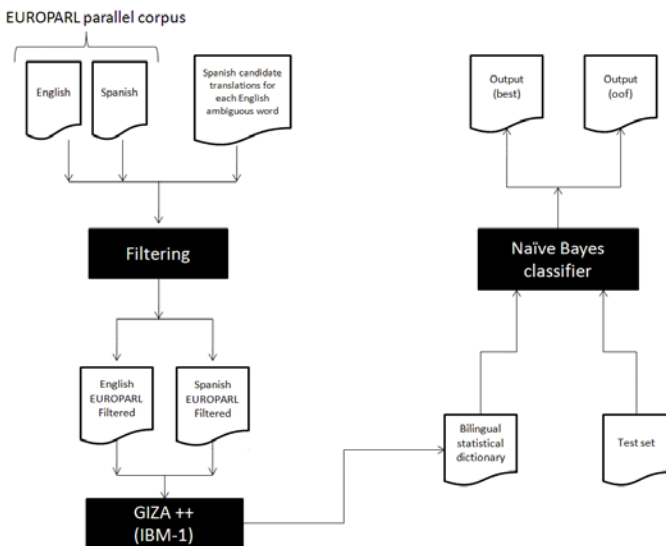 EUROPARL parallel corpus
English
Spanish
Spanish candidate
translations for
each English
ambiguous word
Output
(best)
Output
(oof)
Filtering
Naïve Bayes
classifier
English
EUROPARL
Filtered
Spanish
EUROPARL
Filtered
Bilingual
statistical
dictionary
Test set
GIZA ++
(IBM-1)